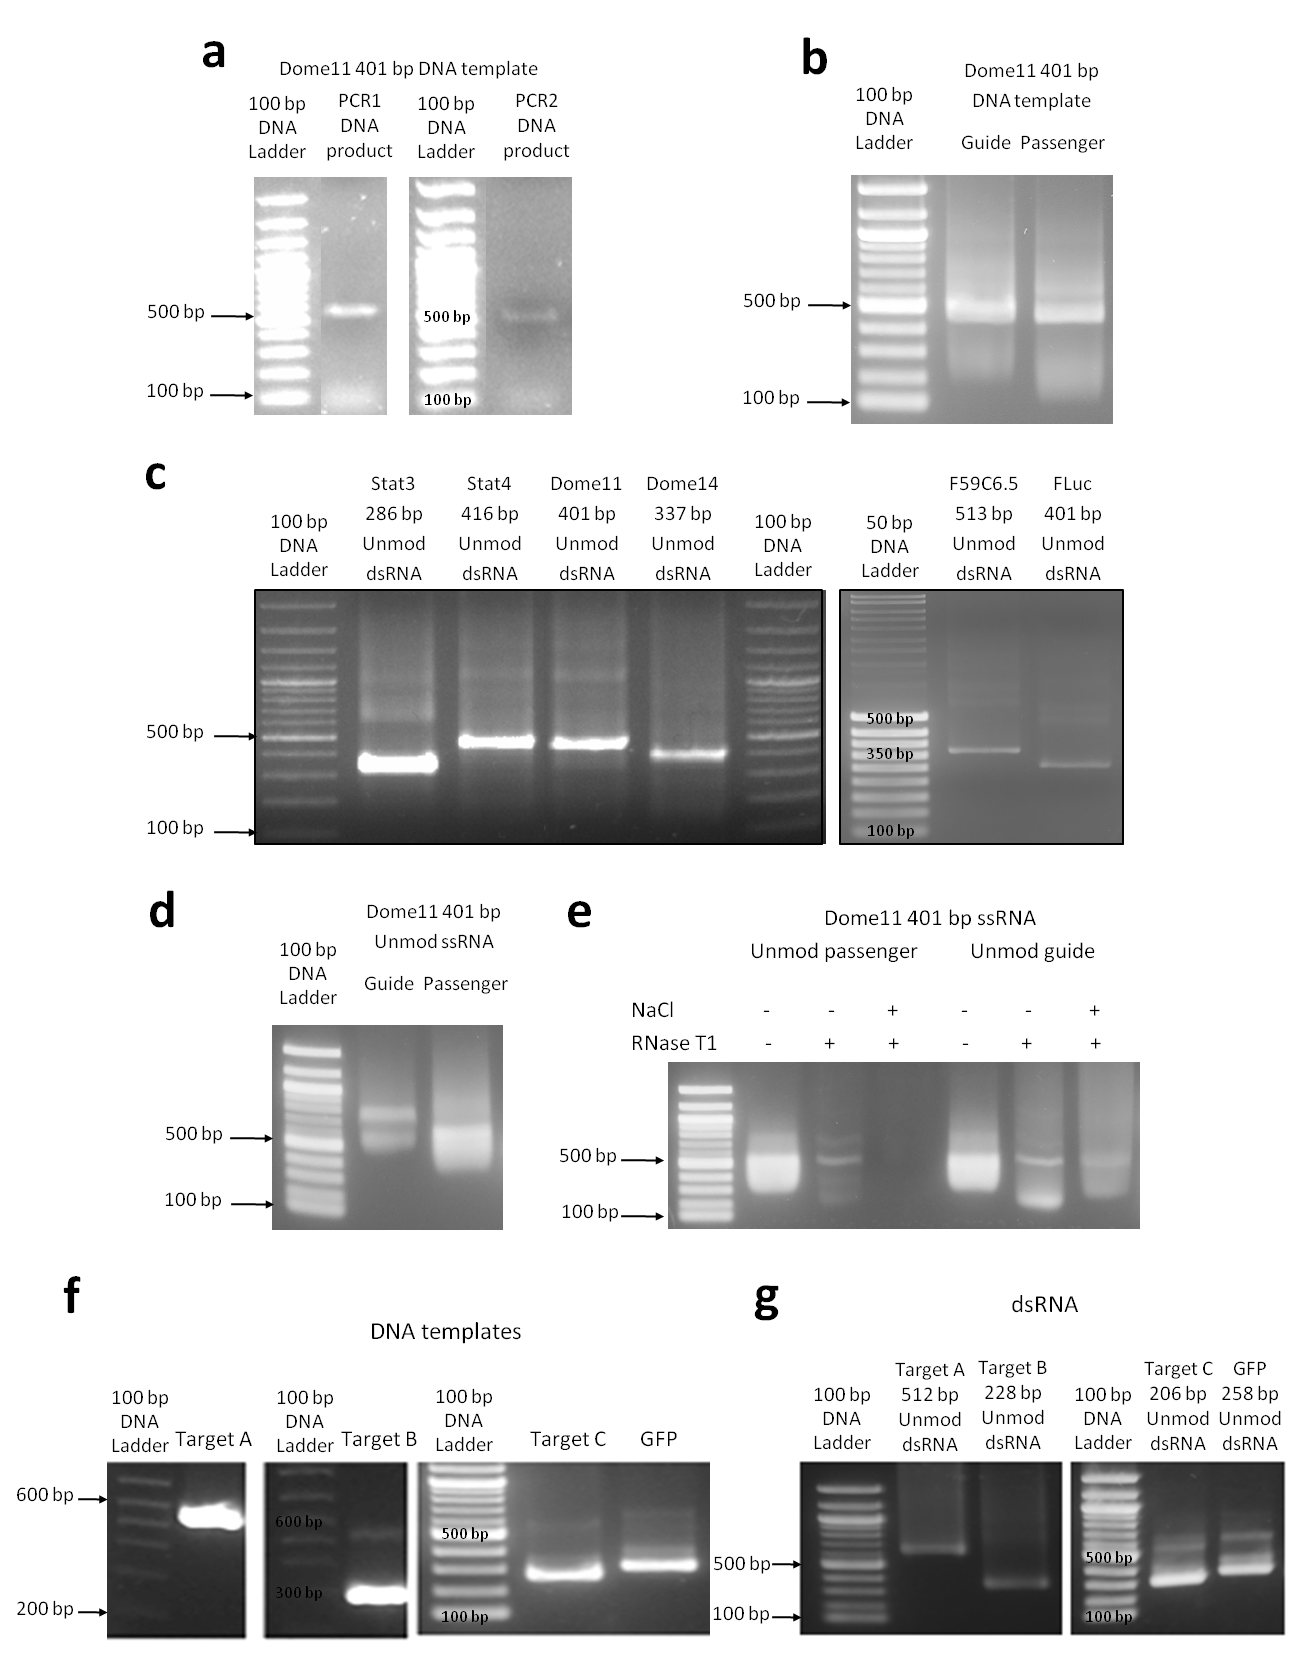 a
Dome11 401 bp DNA template
100 bp
DNA
Ladder
PCR1
DNA
product
100 bp
DNA
Ladder
PCR2
DNA
product
500 bp
100 bp
500 bp
100 bp
b
Dome11 401 bp
DNA template
100 bp
DNA
Ladder
Guide Passenger
500 bp
100 bp
c
100 bp
DNA
Ladder
Stat3
286 bp
Unmod
dsRNA
Stat4
416 bp
Unmod
dsRNA
Dome11
401 bp
Unmod
dsRNA
Dome14
337 bp
Unmod
dsRNA
100 bp
DNA
Ladder
50 bp
DNA
Ladder
F59C6.5
513 bp
Unmod
dsRNA
FLuc
401 bp
Unmod
dsRNA
500 bp
100 bp
500 bp
350 bp
100 bp
d
Dome11 401 bp
Unmod ssRNA
100 bp
DNA
Ladder
Guide Passenger
500 bp
100 bp
e
Dome11 401 bp ssRNA
Unmod passenger Unmod guide
NaCl - - + - - +
RNase T1 - + + - + +
500 bp
100 bp
f
DNA templates
100 bp
DNA
Ladder
Target A
100 bp
DNA
Ladder
Target B
100 bp
DNA
Ladder
Target C
GFP
600 bp
200 bp
600 bp
300 bp
500 bp
100 bp
g
dsRNA
100 bp
DNA
Ladder
Target A
512 bp
Unmod
dsRNA
Target B
228 bp
Unmod
dsRNA
100 bp
DNA
Ladder
Target C
206 bp
Unmod
dsRNA
GFP
258 bp
Unmod
dsRNA
500 bp
100 bp
500 bp
100 bp